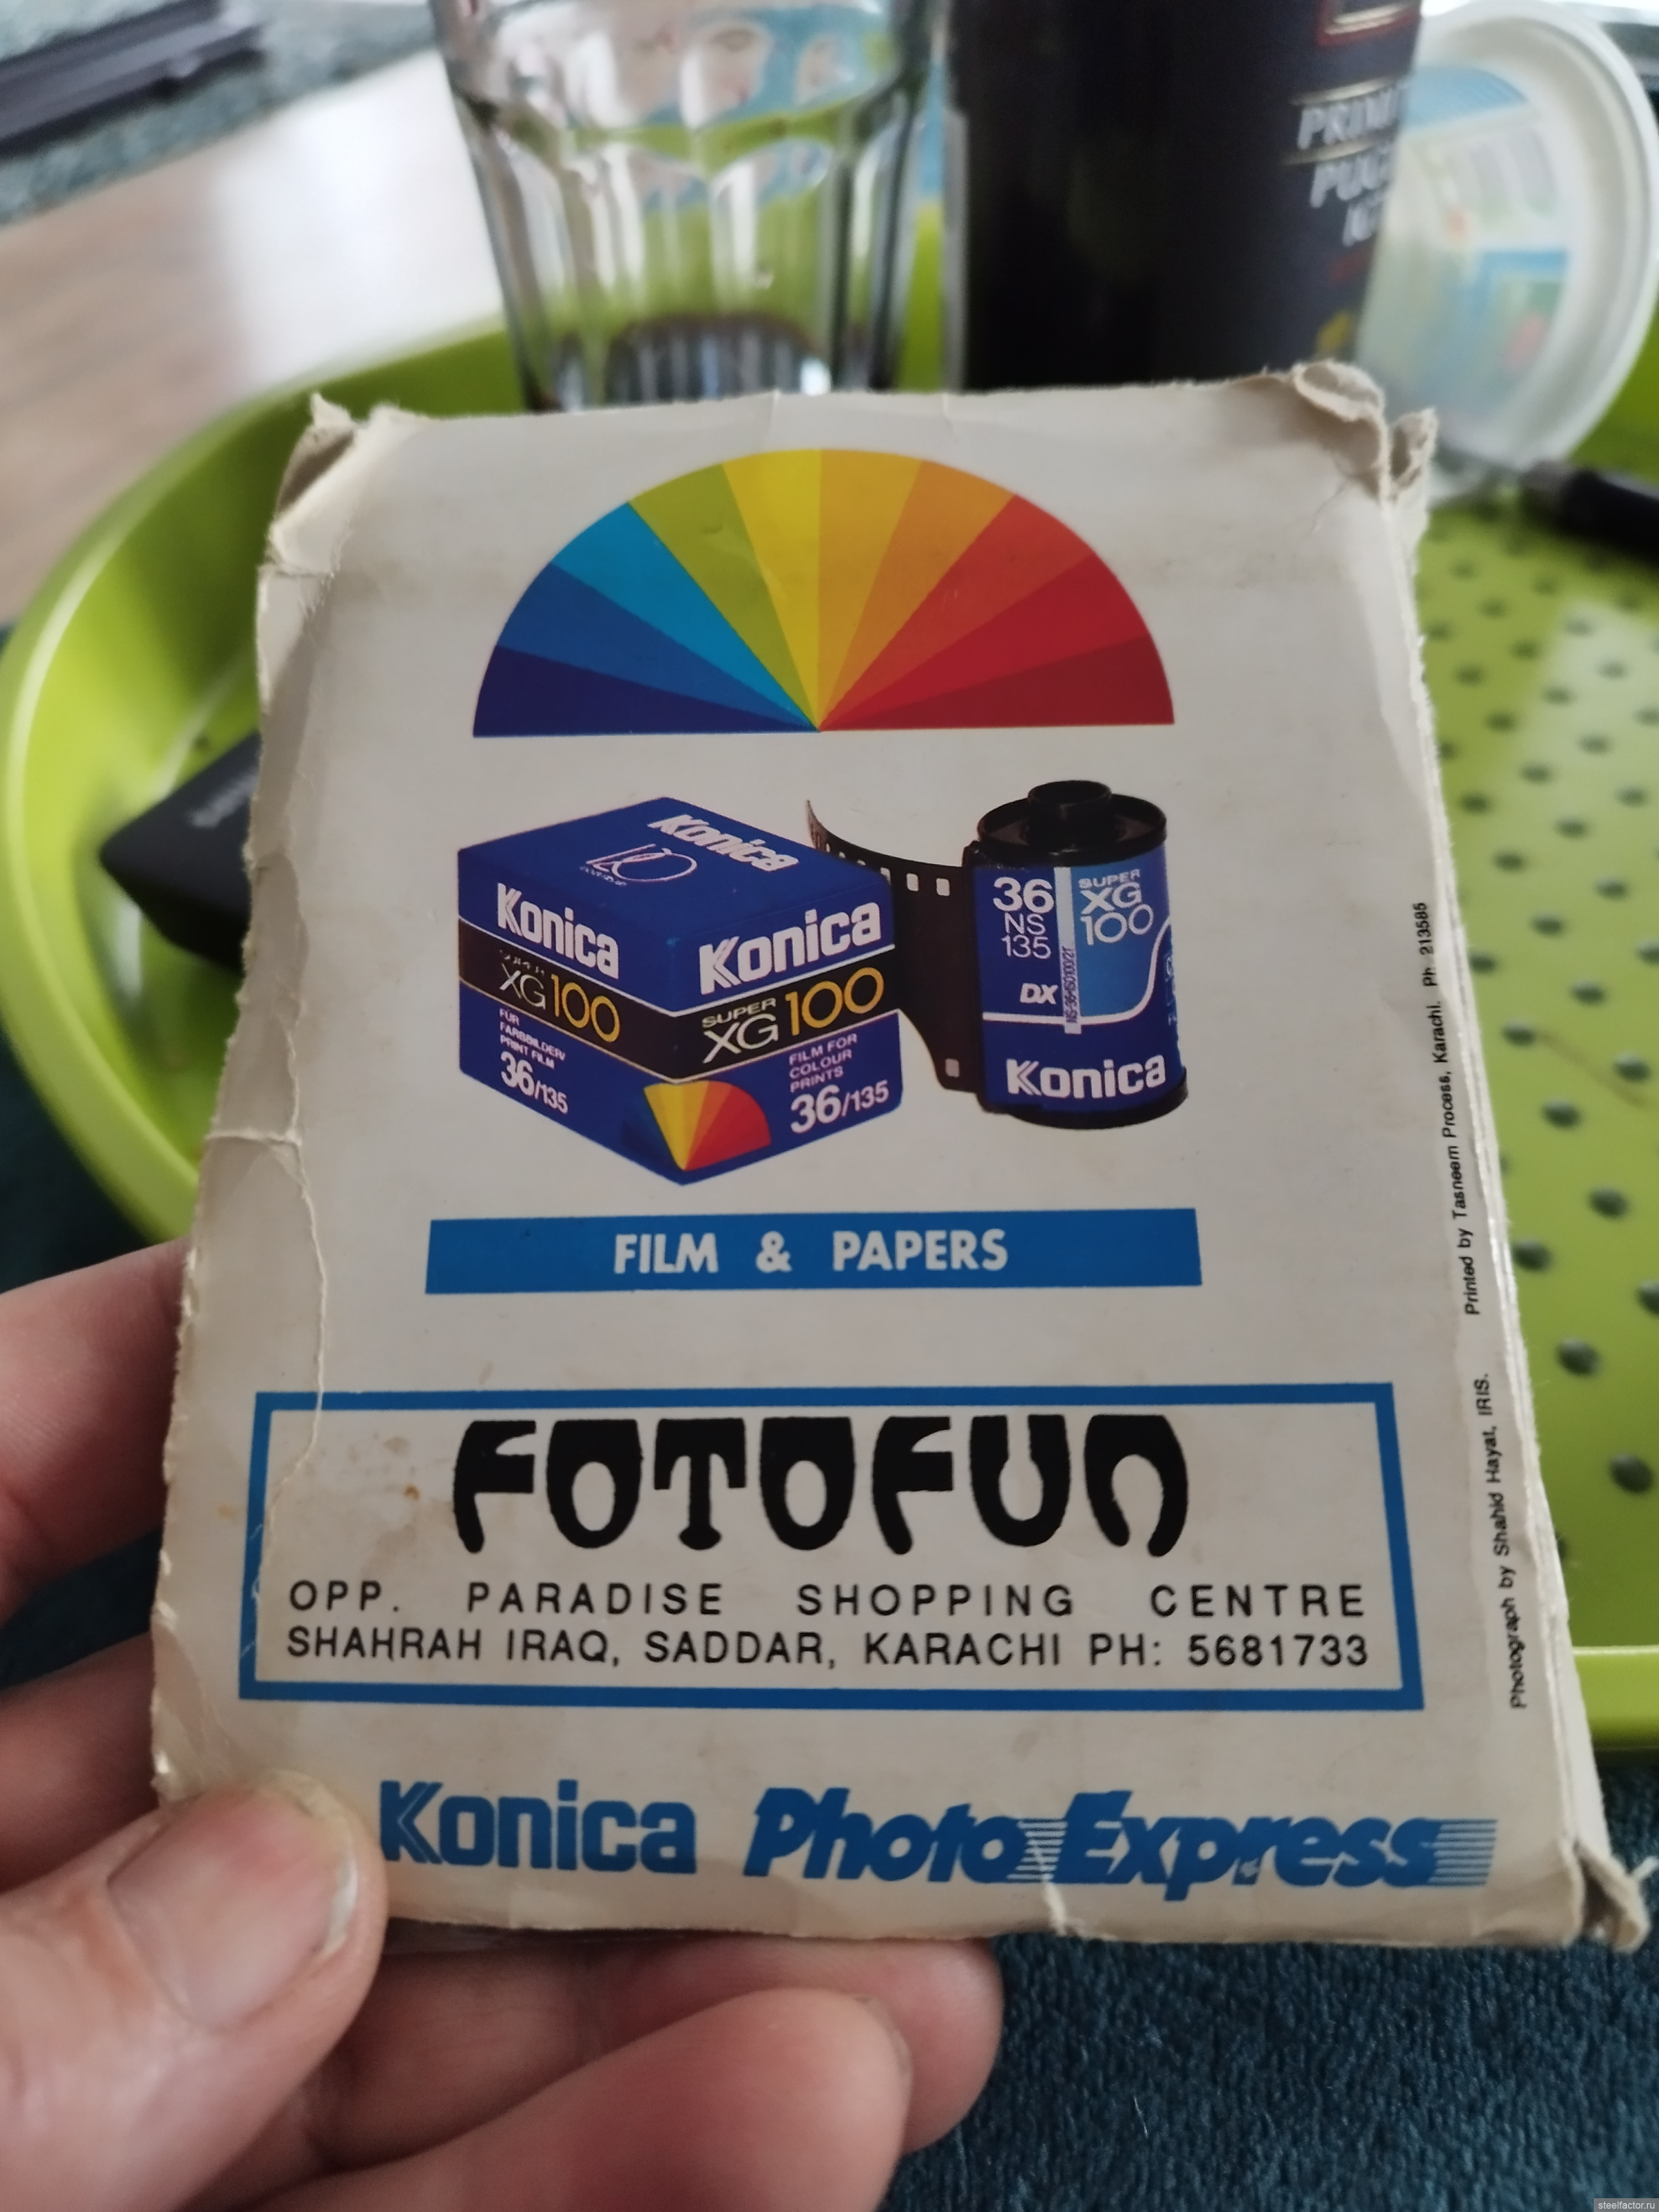 Konica
Konica
SUPER
XG 100
FÜR
FARBBILDER/
PRINT FILM
36/135
Konica
SUPER
XG 100
FILM FOR
COLOUR
PRINTS
36/135
36
NS
135
DX
SUPER
XG
100
Konica
FILM & PAPERS
FOTOFUN
OPP. PARADISE SHOPPING CENTRE
SHAHRAH IRAQ, SADDAR, KARACHI PH: 5681733
Konica Photo Express
Photograph by Shahid Hayat, IRIS. Printed by Tasneem Process, Karachi. Ph: 213585
steelfactor.ru